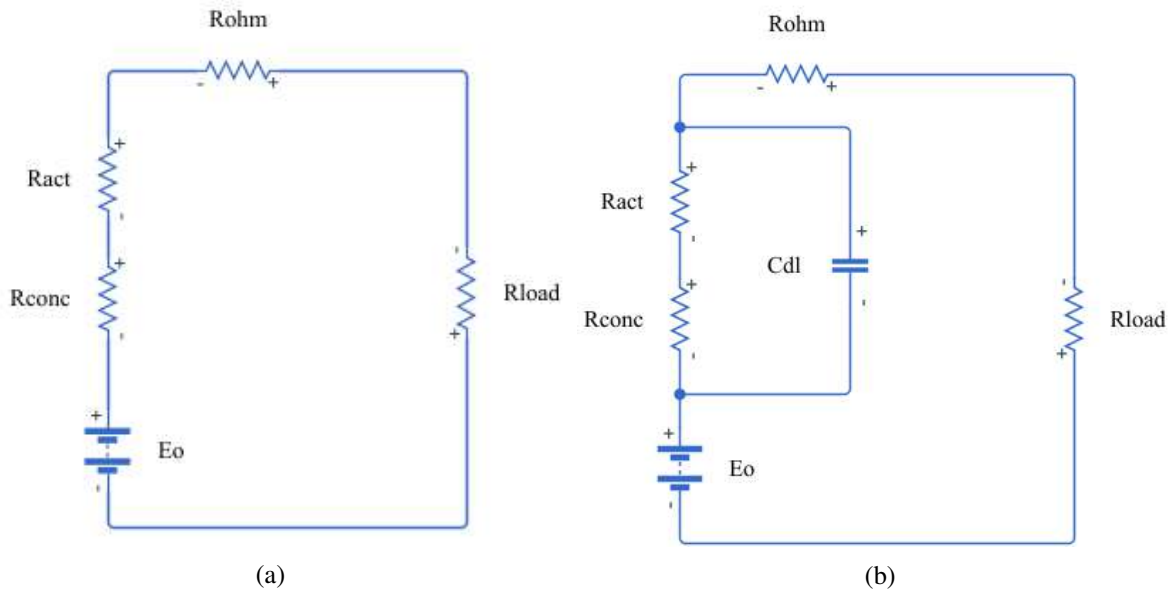 Rohm
-
+
+
Ract
-
+
Rconc
-
-
Rload
+
+
Eo
-
(a)
Rohm
-
+
+
Ract
-
+
Cdl
+
Rconc
-
-
-
Rload
+
+
Eo
-
(b)